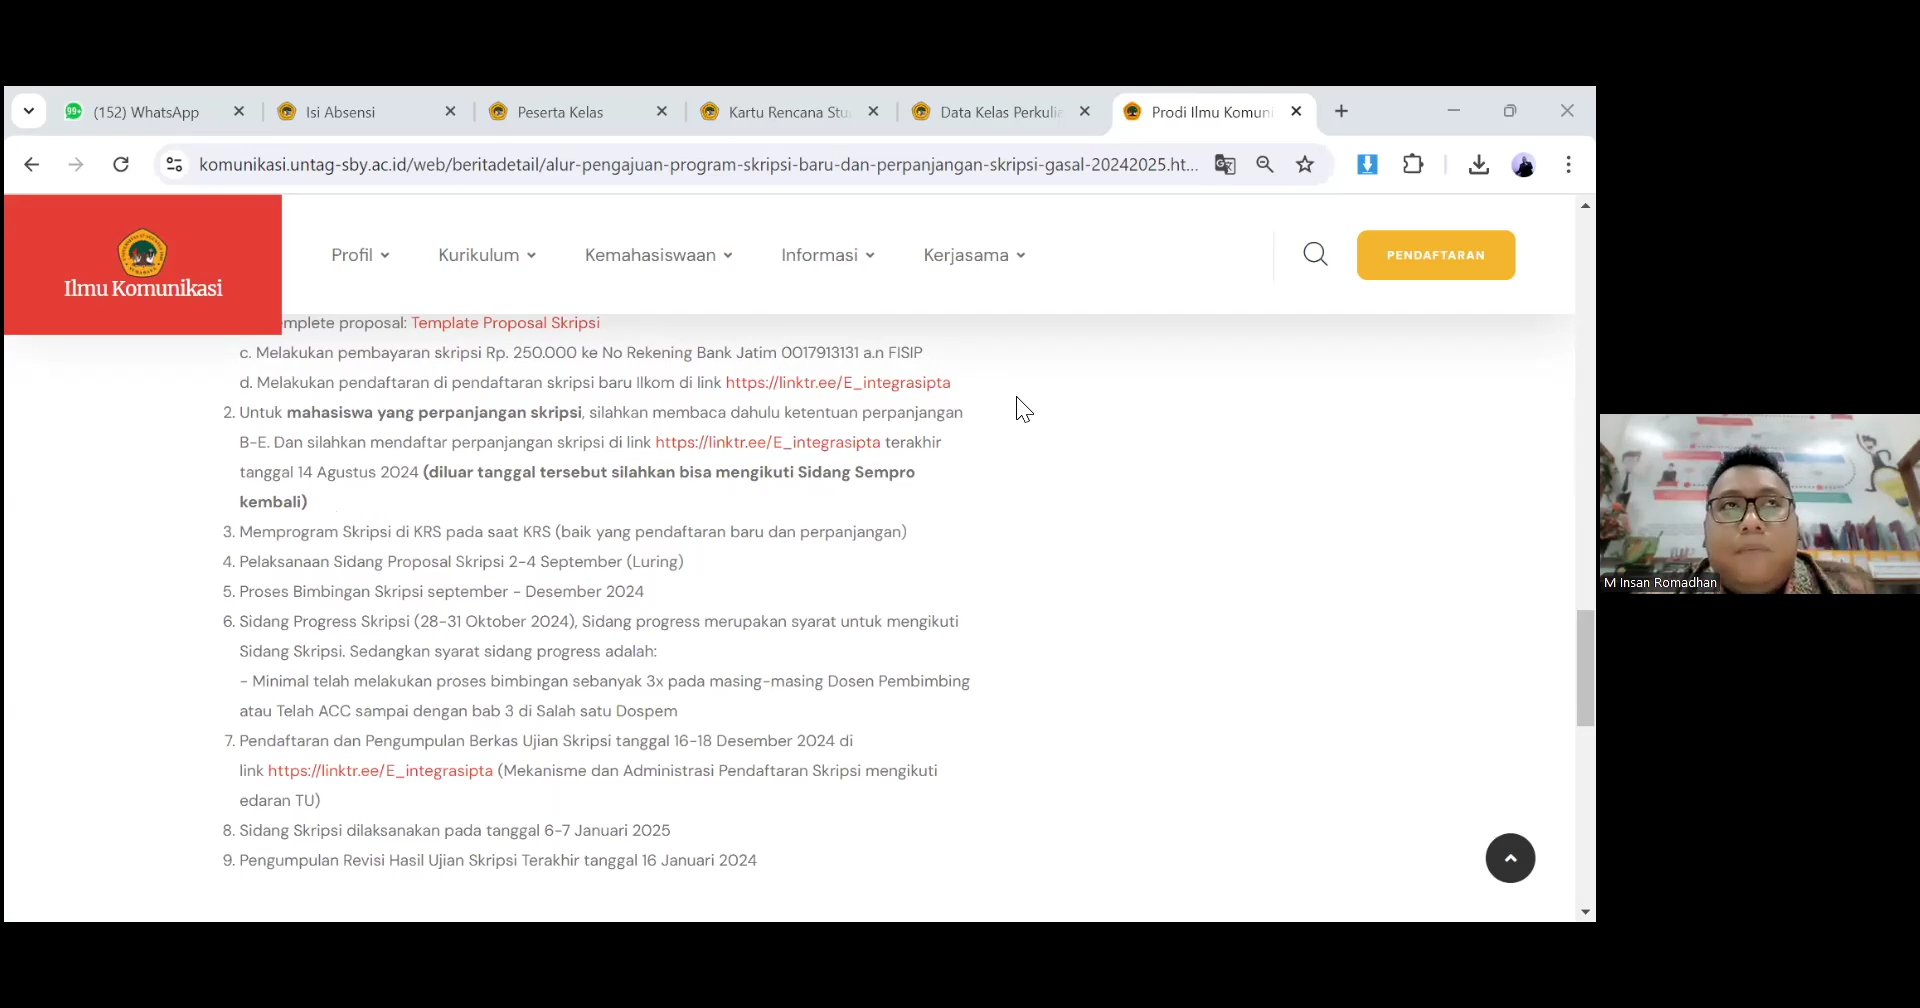 (152) WhatsApp
Isi Absensi
Peserta Kelas
Kartu Rencana Stu
Data Kelas Perkulia
Prodi Ilmu Komuni
komunikasi.untag-sby.ac.id/web/beritadetail/alur-pengajuan-program-skripsi-baru-dan-perpanjangan-skripsi-gasal-20242025.ht...
Ilmu Komunikasi
Profil
Kurikulum
Kemahasiswaan
Informasi
Kerjasama
PENDAFTARAN
mplete proposal: Template Proposal Skripsi
c. Melakukan pembayaran skripsi Rp. 250.000 ke No Rekening Bank Jatim 0017913131 a.n FISIP
d. Melakukan pendaftaran di pendaftaran skripsi baru Ilkom di link https://linktr.ee/E_integrasipta
2. Untuk mahasiswa yang perpanjangan skripsi, silahkan membaca dahulu ketentuan perpanjangan
B-E. Dan silahkan mendaftar perpanjangan skripsi di link https://linktr.ee/E_integrasipta terakhir
tanggal 14 Agustus 2024 (diluar tanggal tersebut silahkan bisa mengikuti Sidang Sempro
kembali)
3. Memprogram Skripsi di KRS pada saat KRS (baik yang pendaftaran baru dan perpanjangan)
4. Pelaksanaan Sidang Proposal Skripsi 2-4 September (Luring)
5. Proses Bimbingan Skripsi september - Desember 2024
6. Sidang Progress Skripsi (28-31 Oktober 2024), Sidang progress merupakan syarat untuk mengikuti
Sidang Skripsi. Sedangkan syarat sidang progress adalah:
- Minimal telah melakukan proses bimbingan sebanyak 3x pada masing-masing Dosen Pembimbing
atau Telah ACC sampai dengan bab 3 di Salah satu Dospem
7. Pendaftaran dan Pengumpulan Berkas Ujian Skripsi tanggal 16-18 Desember 2024 di
link https://linktr.ee/E_integrasipta (Mekanisme dan Administrasi Pendaftaran Skripsi mengikuti
edaran TU)
8. Sidang Skripsi dilaksanakan pada tanggal 6-7 Januari 2025
9. Pengumpulan Revisi Hasil Ujian Skripsi Terakhir tanggal 16 Januari 2024
M Insan Romadhan